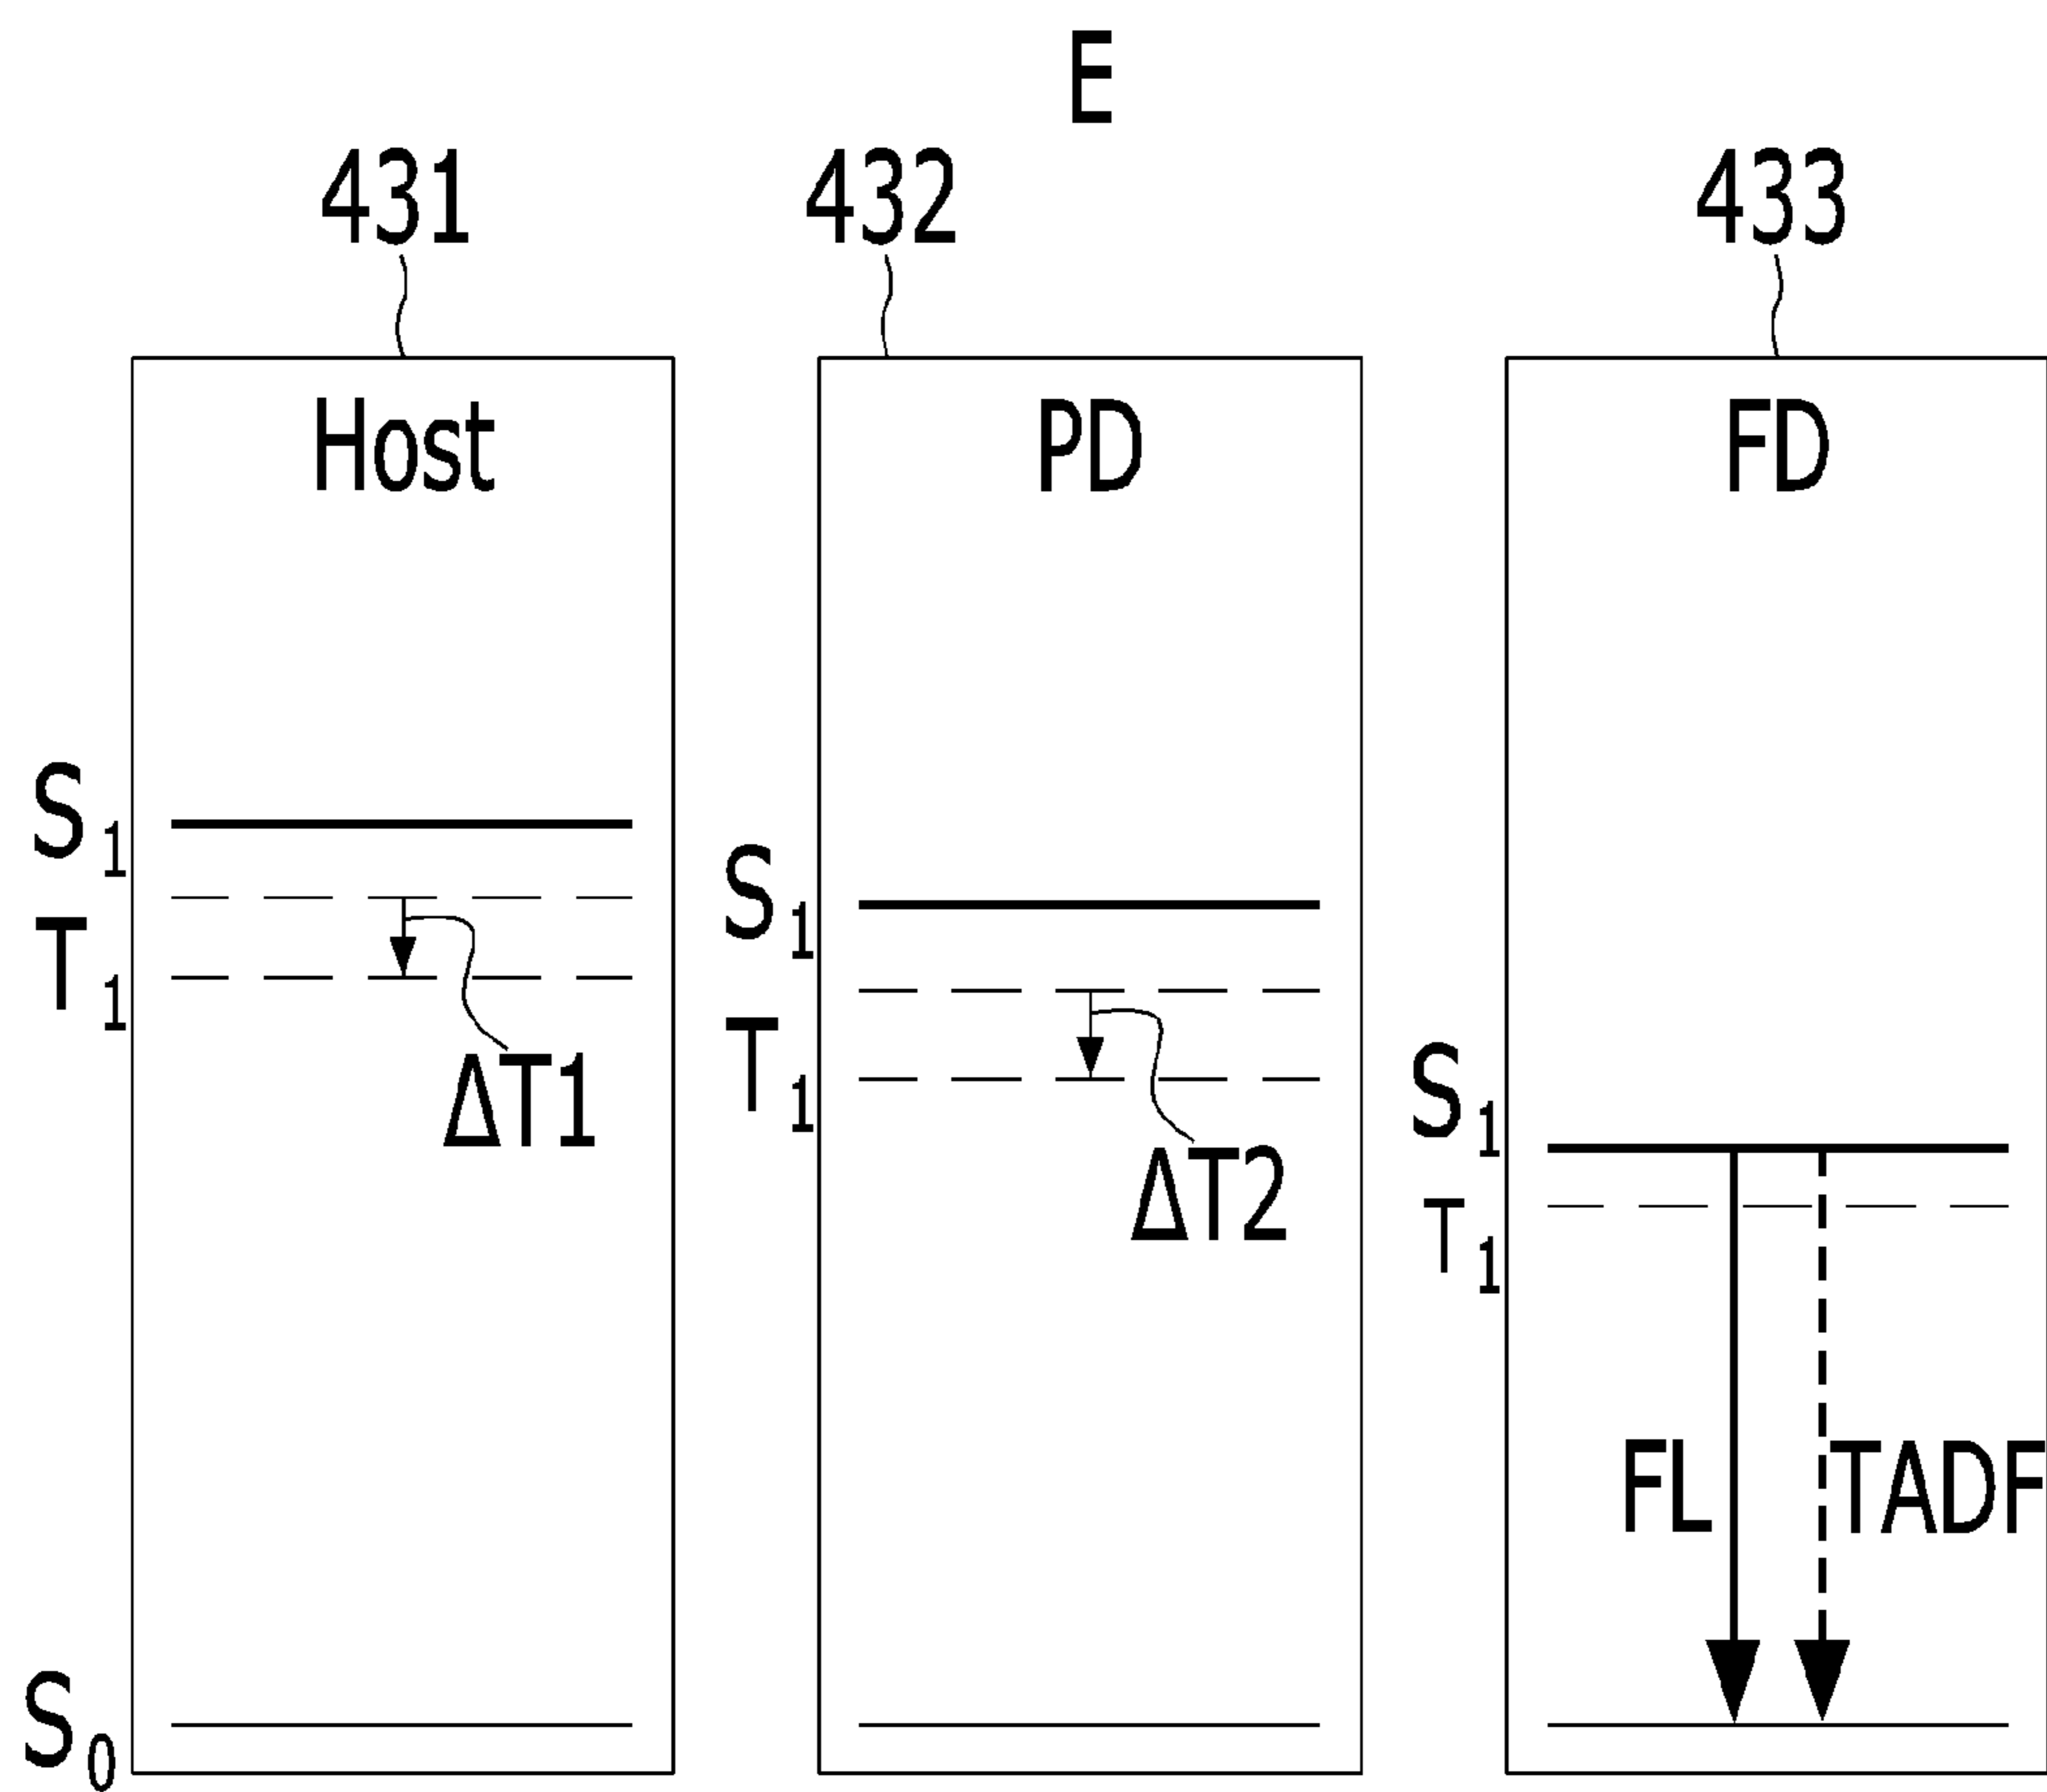 E
431 432 433
Host PD FD
S1
S1
T1
T1
S1
ΔT1
ΔT2
T1
FL TADF
S0